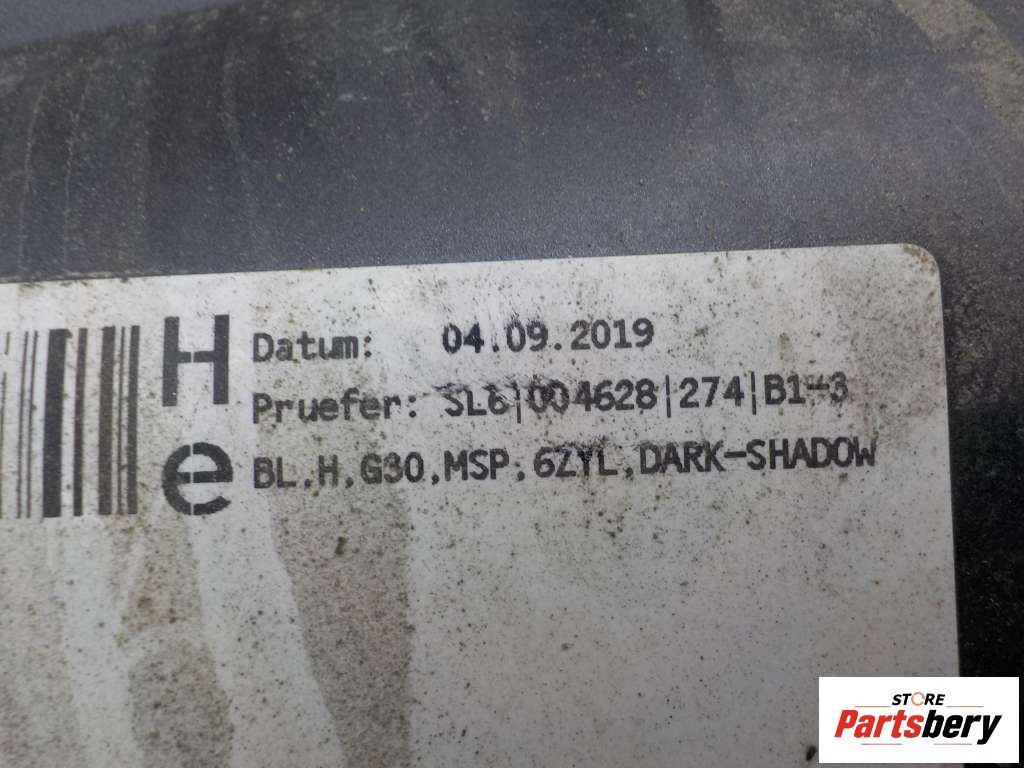 H
e
Datum: 04.09.2019
Pruefer: SL6|004628|274|B1-3
BL,H,G30,MSP,6ZYL,DARK-SHADOW
STORE
Partsbery